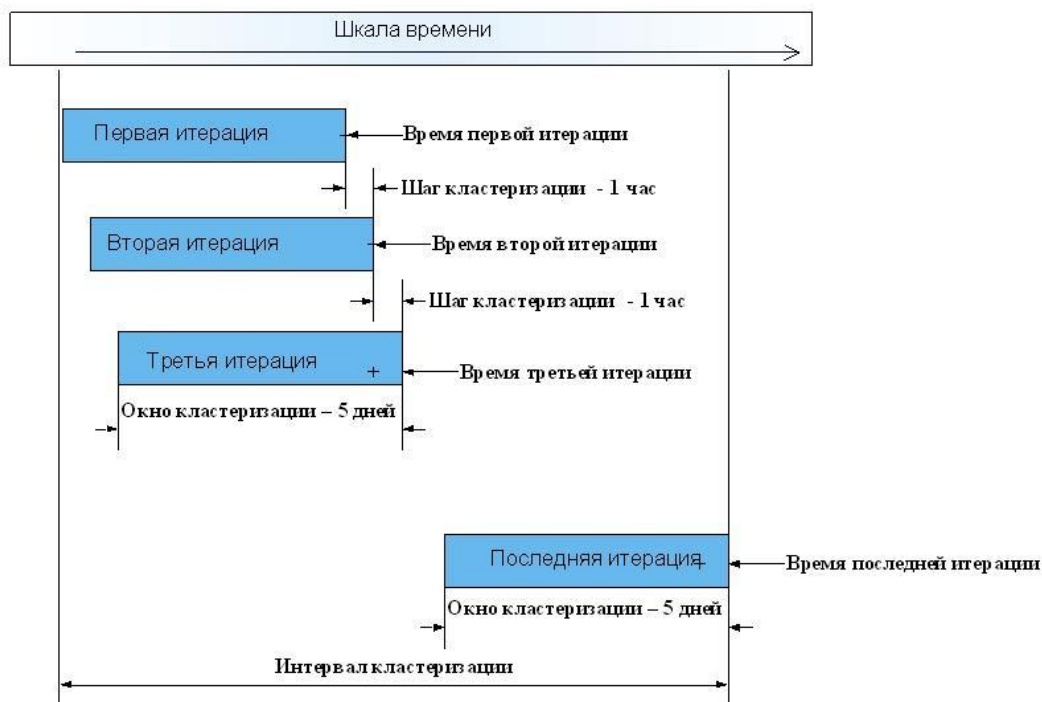 Шкала времени
Первая итерация
Время первой итерации
Шаг кластеризации - 1 час
Вторая итерация
Время второй итерации
Шаг кластеризации - 1 час
Третья итерация
Время третьей итерации
Окно кластеризации – 5 дней
Последняя итерация
Время последней итерации
Окно кластеризации – 5 дней
Интервал кластеризации